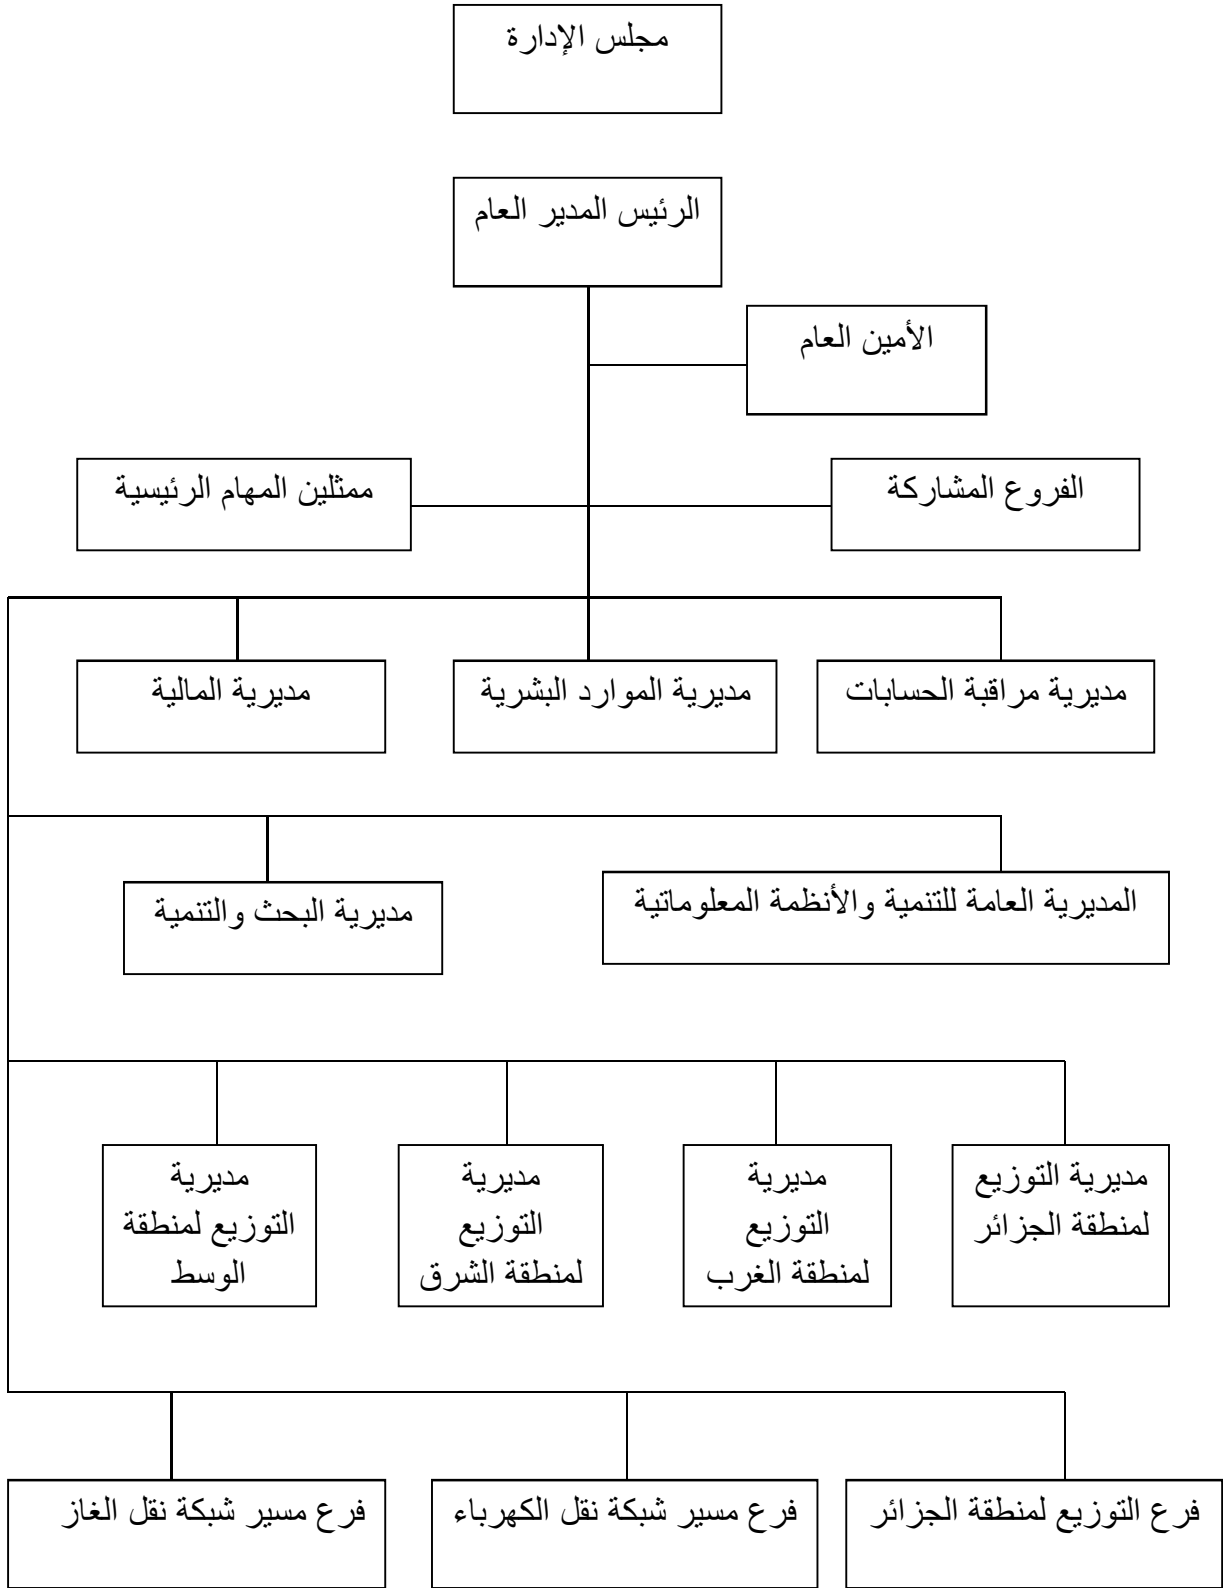 مجلس الإدارة
الرئيس المدير العام
الأمين العام
الفروع المشاركة
ممثلين المهام الرئيسية
مديرية مراقبة الحسابات
مديرية الموارد البشرية
مديرية المالية
المديرية العامة للتنمية والأنظمة المعلوماتية
مديرية البحث والتنمية
مديرية التوزيع
لمنطقة الجزائر
مديرية
التوزيع
لمنطقة الغرب
مديرية
التوزيع
لمنطقة الشرق
مديرية
التوزيع لمنطقة
الوسط
فرع التوزيع لمنطقة الجزائر
فرع مسير شبكة نقل الكهرباء
فرع مسير شبكة نقل الغاز